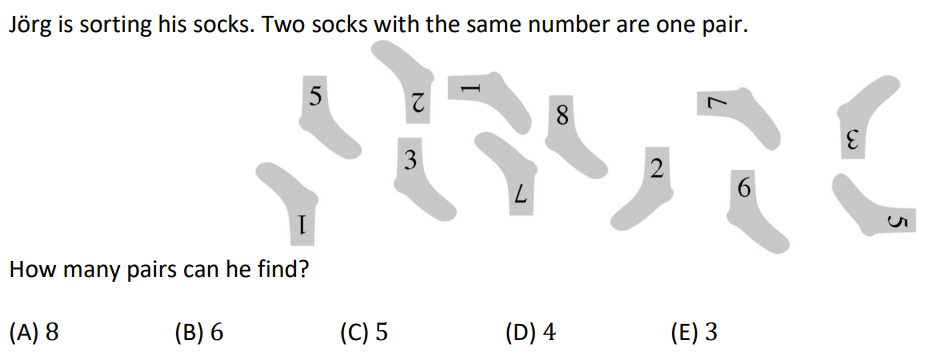 Jörg is sorting his socks. Two socks with the same number are one pair.
5 2 1 8 7 3
3 7 2 6 5
1
How many pairs can he find?
(A) 8 (B) 6 (C) 5 (D) 4 (E) 3